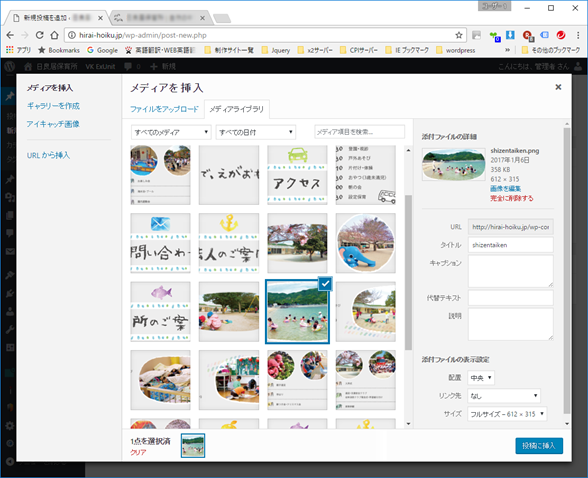 新規投稿を追加 ‹
hirai-hoiku.jp/wp-admin/post-new.php
アプリ Bookmarks Google 英語翻訳・WEB英語 制作サイト一覧 Jquery x2サーバー CPIサーバー IEブックマーク wordpress » その他のブックマーク
日良居保育所 VK ExUnit 0 新規 こんにちは、管理者 さん
メディアを挿入
ギャラリーを作成
アイキャッチ画像
URL から挿入
メディアを挿入
ファイルをアップロード メディアライブラリ
すべてのメディア すべての日付 メディア項目を検索...
で、えがお
アクセス
戸外あそび
問い合わ
法人のご案
所のご案
添付ファイルの詳細
shizentaiken.png
2017年1月6日
358 KB
612 × 315
画像を編集
完全に削除する
URL http://hirai-hoiku.jp/wp-cor
タイトル shizentaiken
キャプション
代替テキスト
説明
添付ファイルの表示設定
配置 中央
リンク先 なし
サイズ フルサイズ – 612 × 315
1点を選択済
クリア
投稿に挿入